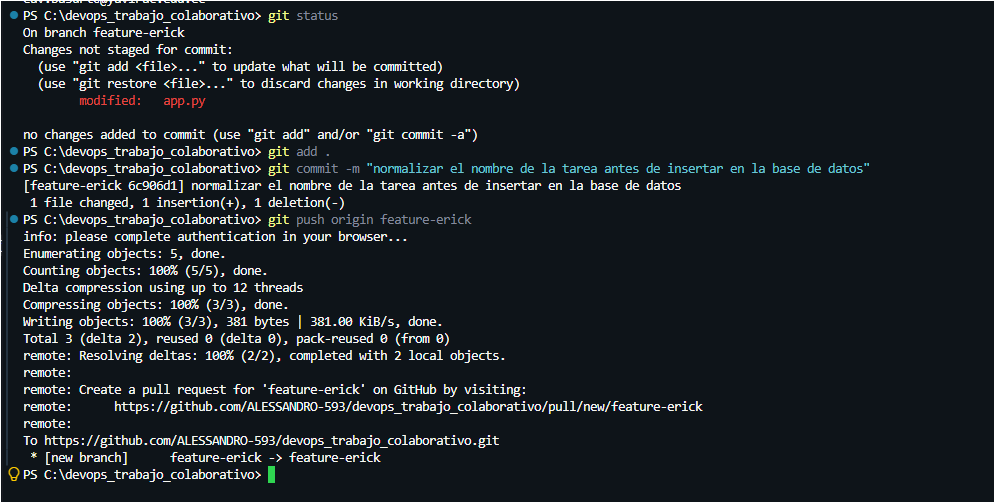 PS C:\devops_trabajo_colaborativo> git status
On branch feature-erick
Changes not staged for commit:
  (use "git add <file>..." to update what will be committed)
  (use "git restore <file>..." to discard changes in working directory)
        modified:   app.py
no changes added to commit (use "git add" and/or "git commit -a")
PS C:\devops_trabajo_colaborativo> git add .
PS C:\devops_trabajo_colaborativo> git commit -m "normalizar el nombre de la tarea antes de insertar en la base de datos"
[feature-erick 6c906d1] normalizar el nombre de la tarea antes de insertar en la base de datos
 1 file changed, 1 insertion(+), 1 deletion(-)
PS C:\devops_trabajo_colaborativo> git push origin feature-erick
info: please complete authentication in your browser...
Enumerating objects: 5, done.
Counting objects: 100% (5/5), done.
Delta compression using up to 12 threads
Compressing objects: 100% (3/3), done.
Writing objects: 100% (3/3), 381 bytes | 381.00 KiB/s, done.
Total 3 (delta 2), reused 0 (delta 0), pack-reused 0 (from 0)
remote: Resolving deltas: 100% (2/2), completed with 2 local objects.
remote:
remote: Create a pull request for 'feature-erick' on GitHub by visiting:
remote:      https://github.com/ALESSANDRO-593/devops_trabajo_colaborativo/pull/new/feature-erick
remote:
To https://github.com/ALESSANDRO-593/devops_trabajo_colaborativo.git
 * [new branch]      feature-erick -> feature-erick
PS C:\devops_trabajo_colaborativo>